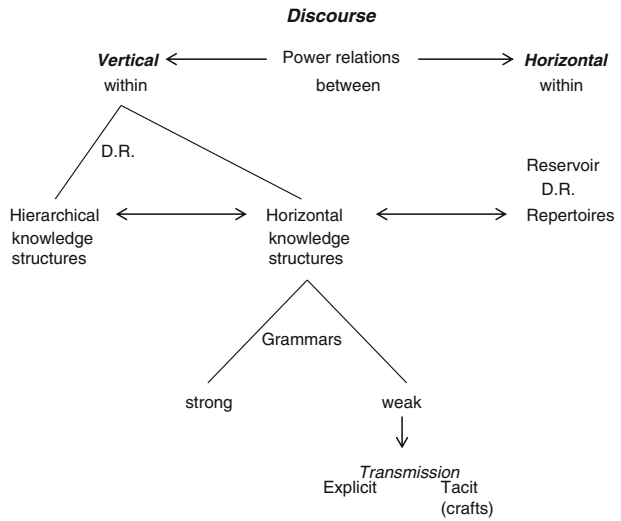 Discourse
Vertical Power relations Horizontal
within between within
D.R.
Reservoir
D.R.
Hierarchical Horizontal Repertoires
knowledge knowledge
structures structures
Grammars
strong weak
Transmission
Explicit Tacit
(crafts)